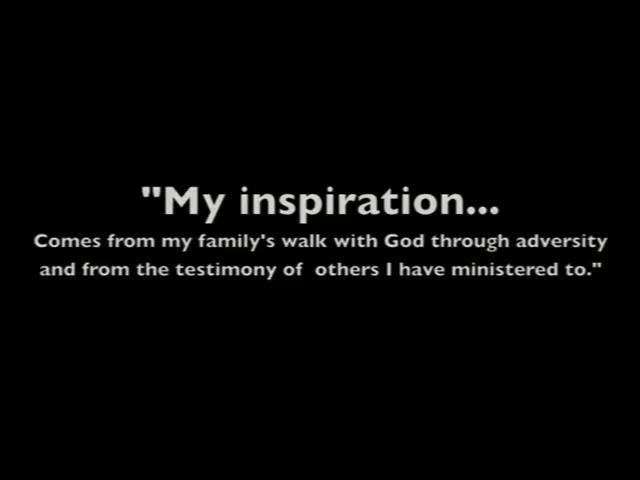 "My inspiration...
Comes from my family's walk with God through adversity
and from the testimony of  others I have ministered to."